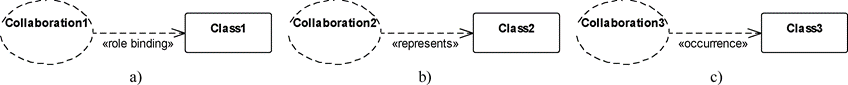 Collaboration1
«role binding»
Class1
Collaboration2
«represents»
Class2
Collaboration3
«occurrence»
Class3
a)
b)
c)